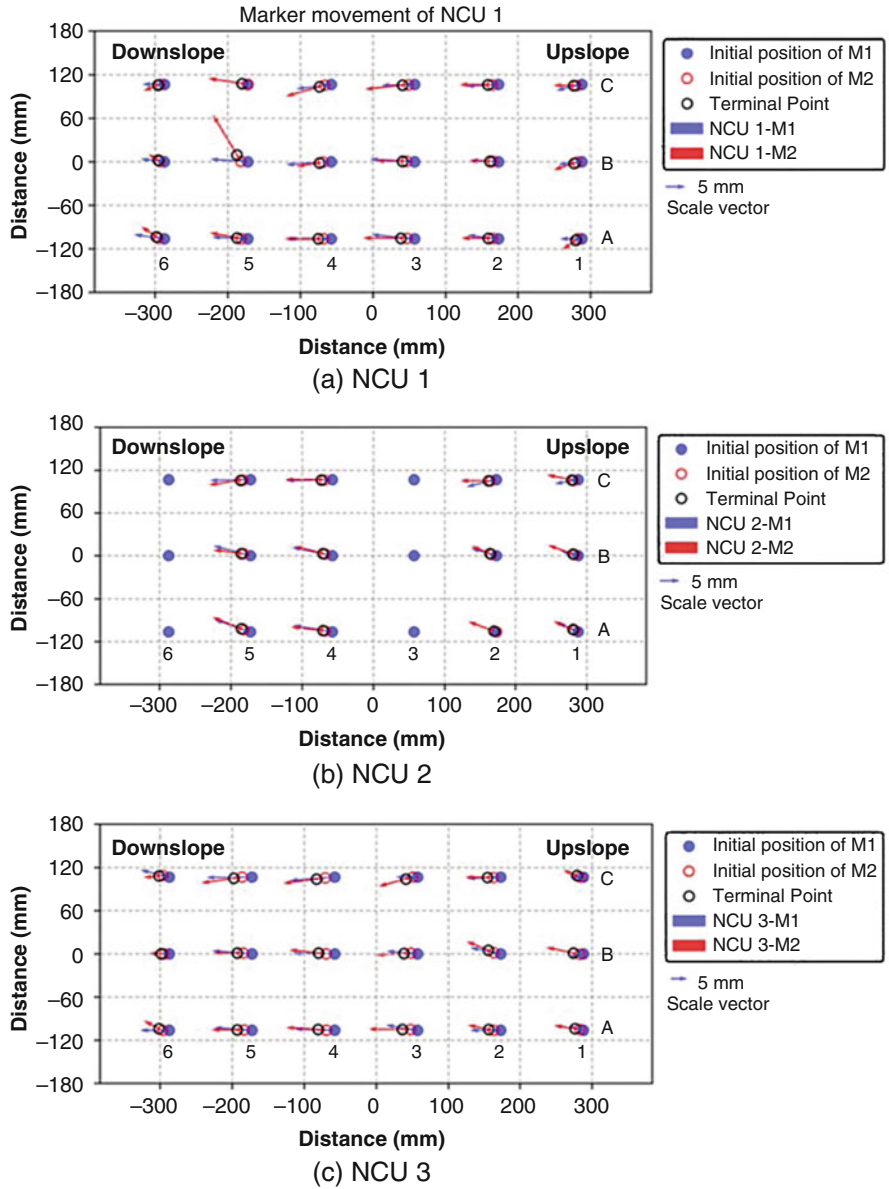 Marker movement of NCU 1
180
120
60
0
−60
−120
−180
Distance (mm)
Downslope
Upslope
C
B
A
6 5 4 3 2 1
−300 −200 −100 0 100 200 300
Distance (mm)
Initial position of M1
Initial position of M2
Terminal Point
NCU 1-M1
NCU 1-M2
5 mm
Scale vector
(a) NCU 1
180
120
60
0
−60
−120
−180
Distance (mm)
Downslope
Upslope
C
B
A
6 5 4 3 2 1
−300 −200 −100 0 100 200 300
Distance (mm)
Initial position of M1
Initial position of M2
Terminal Point
NCU 2-M1
NCU 2-M2
5 mm
Scale vector
(b) NCU 2
180
120
60
0
−60
−120
−180
Distance (mm)
Downslope
Upslope
C
B
A
6 5 4 3 2 1
−300 −200 −100 0 100 200 300
Distance (mm)
Initial position of M1
Initial position of M2
Terminal Point
NCU 3-M1
NCU 3-M2
5 mm
Scale vector
(c) NCU 3